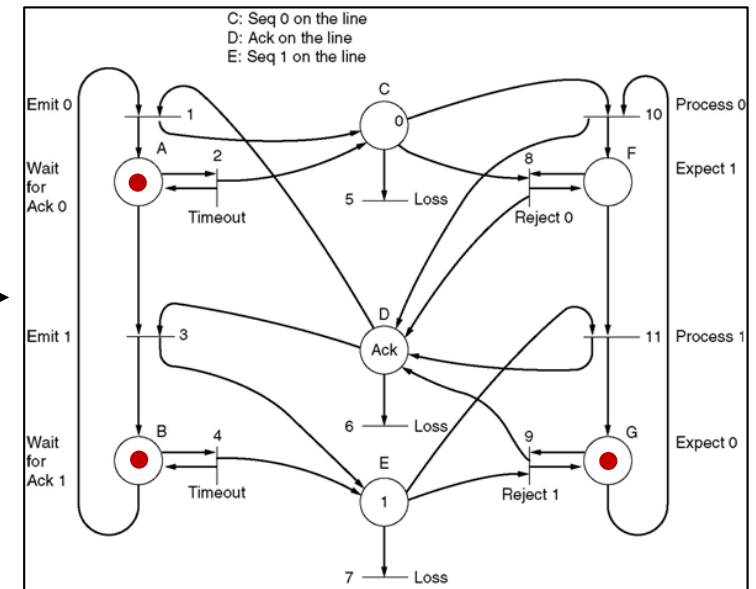 C: Seq 0 on the line
D: Ack on the line
E: Seq 1 on the line
C
Emit 0
1
0
10
Process 0
A
2
8
F
Wait
for
Ack 0
Expect 1
Timeout
5
Loss
Reject 0
D
Emit 1
3
Ack
11
Process 1
B
4
6
Loss
9
G
Wait
for
Ack 1
E
Expect 0
Timeout
1
Reject 1
7
Loss